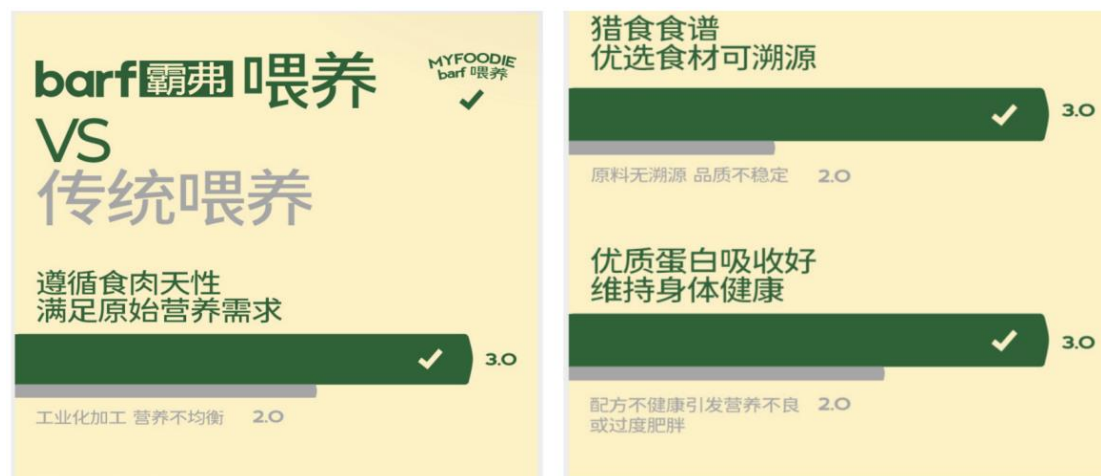 barf霸弗 喂养
MYFOODIE
barf 喂养
VS
传统喂养
遵循食肉天性
满足原始营养需求
3.0
工业化加工 营养不均衡 2.0
猎食食谱
优选食材可溯源
3.0
原料无溯源 品质不稳定 2.0
优质蛋白吸收好
维持身体健康
3.0
配方不健康引发营养不良 2.0
或过度肥胖